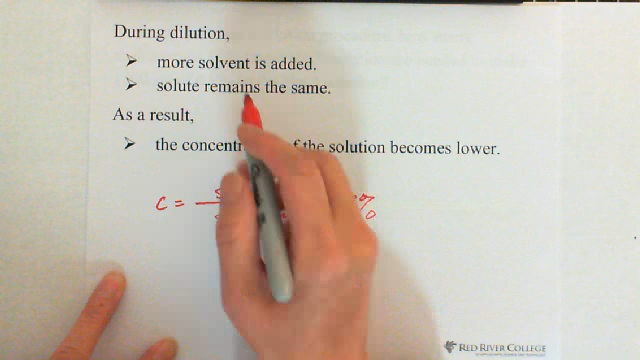 During dilution,
➢ more solvent is added.
➢ solute remains the same.
As a result,
➢ the of the solution becomes lower.
C = %
RED RIVER COLLEGE